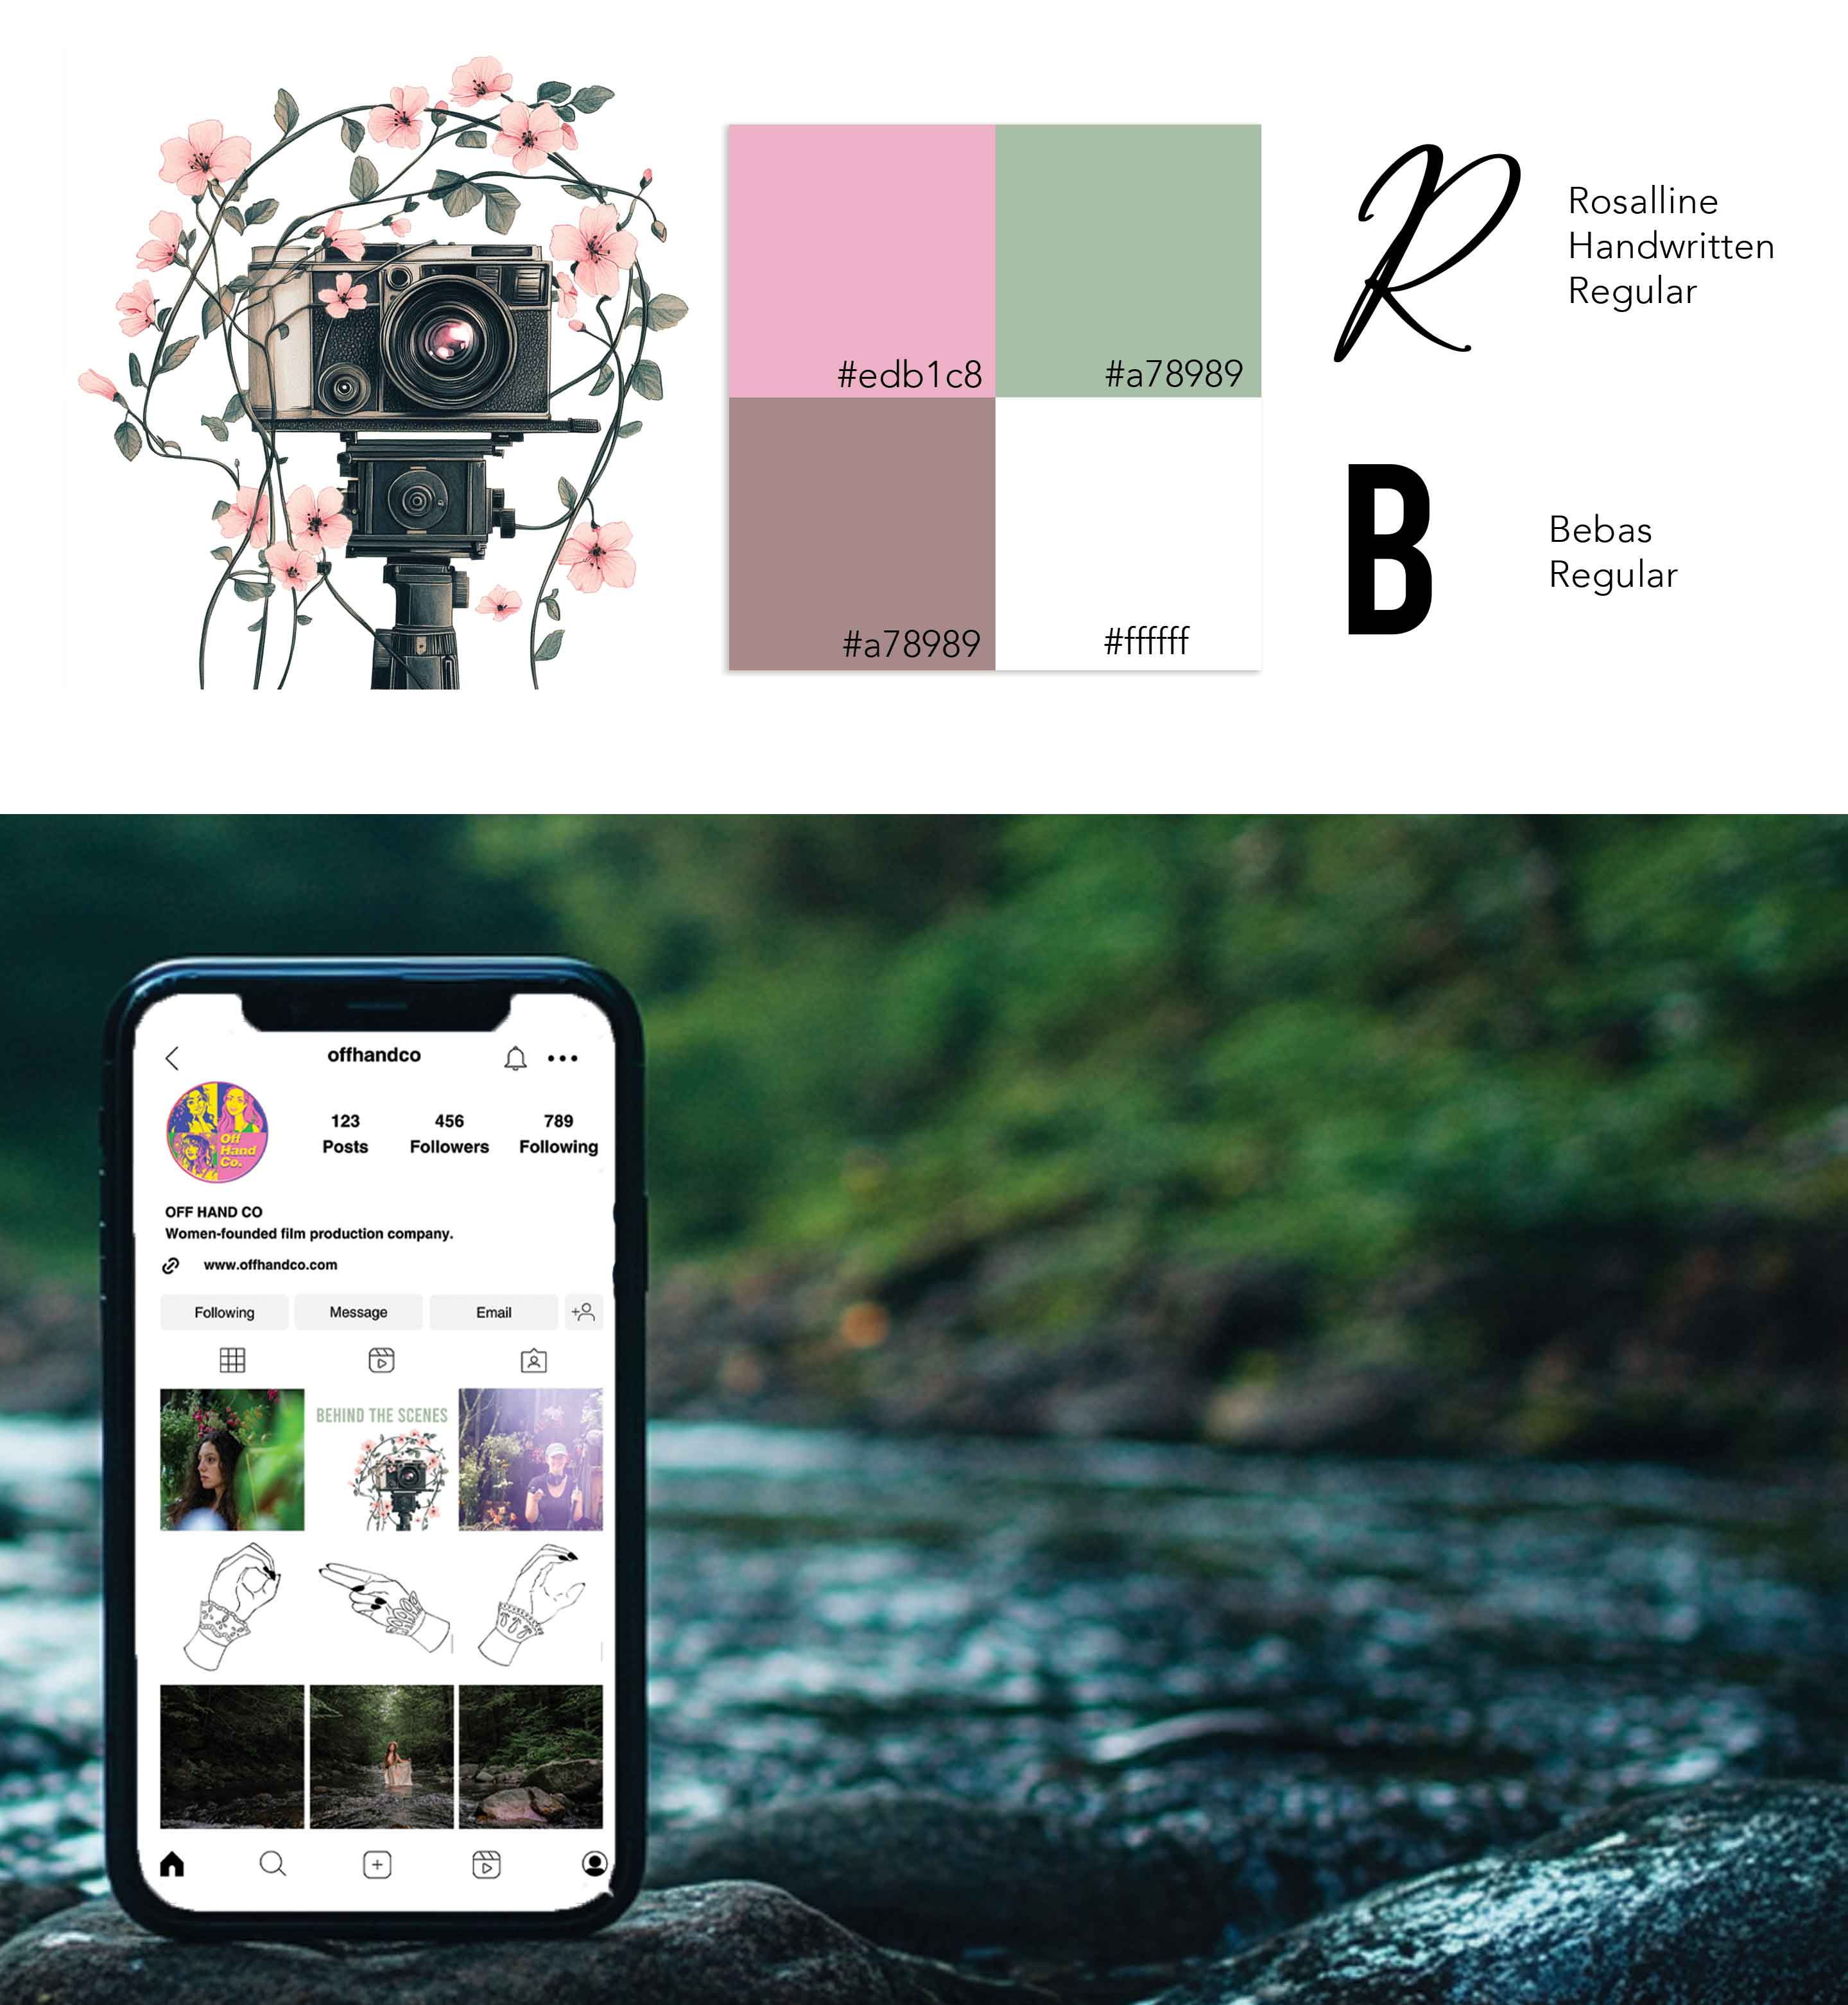 #edb1c8
#a78989
#a78989
#ffffff
R
Rosalline
Handwritten
Regular
B
Bebas
Regular
offhandco
Off
Hand
Co.
123
456
789
Posts
Followers
Following
OFF HAND CO
Women-founded film production company.
www.offhandco.com
Following
Message
Email
BEHIND THE SCENES